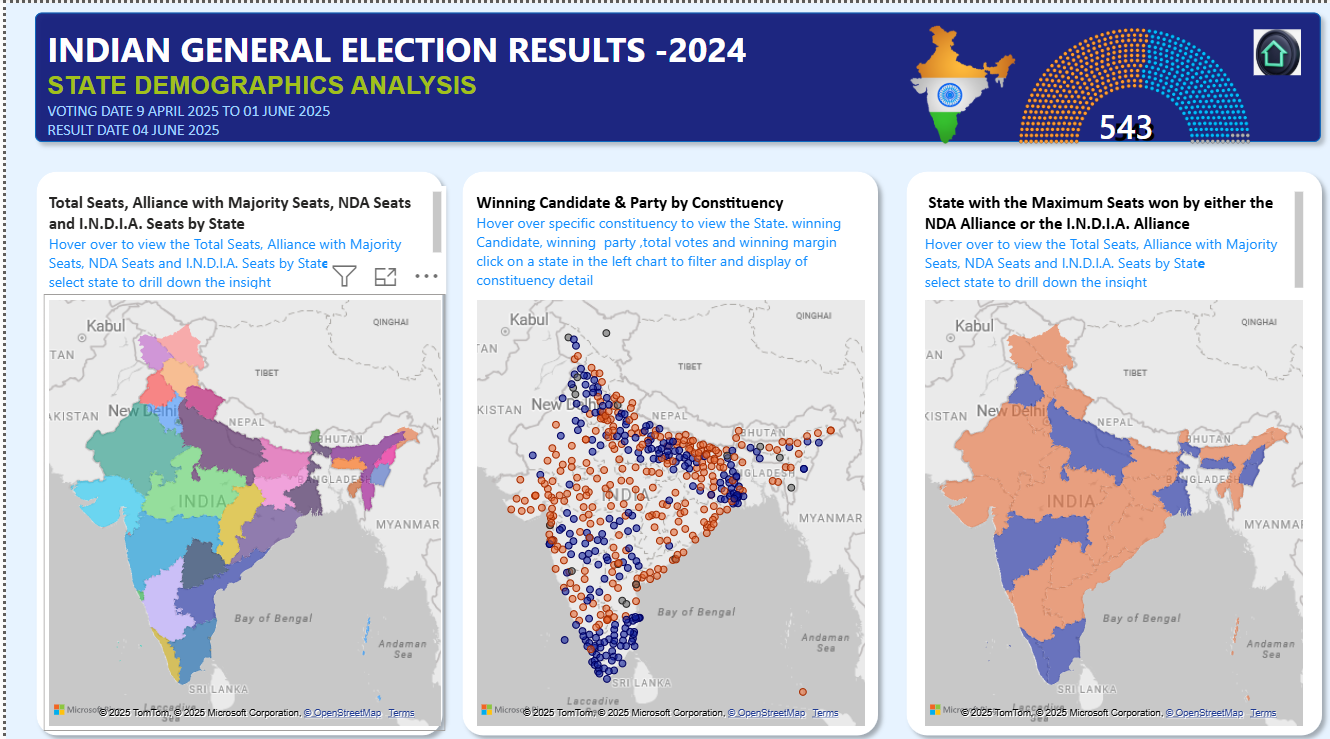 INDIAN GENERAL ELECTION RESULTS -2024
STATE DEMOGRAPHICS ANALYSIS
VOTING DATE 9 APRIL 2025 TO 01 JUNE 2025
RESULT DATE 04 JUNE 2025
543
Total Seats, Alliance with Majority Seats, NDA Seats
and I.N.D.I.A. Seats by State
Hover over to view the Total Seats, Alliance with Majority
Seats, NDA Seats and I.N.D.I.A. Seats by State
select state to drill down the insight
Kabul
QINGHAI
TAN
TIBET
AKISTAN
New Delhi
NEPAL
BHUTAN
BANGLADESH
INDIA
MYANMAR
Bay of Bengal
Andaman
Sea
SRI LANKA
Laccadive
Sea
© 2025 TomTom, © 2025 Microsoft Corporation, © OpenStreetMap Terms
Winning Candidate & Party by Constituency
Hover over specific constituency to view the State. winning
Candidate, winning party ,total votes and winning margin
click on a state in the left chart to filter and display of
constituency detail
Kabul
QINGHAI
TAN
TIBET
KISTAN
New Delhi
NEPAL
BHUTAN
BANGLADESH
INDIA
MYANMAR
Bay of Bengal
Andaman
Sea
SRI LANKA
Laccadive
Sea
© 2025 TomTom, © 2025 Microsoft Corporation, © OpenStreetMap Terms
State with the Maximum Seats won by either the
NDA Alliance or the I.N.D.I.A. Alliance
Hover over to view the Total Seats, Alliance with Majority
Seats, NDA Seats and I.N.D.I.A. Seats by State
select state to drill down the insight
Kabul
QINGHAI
AN
TIBET
KISTAN
New Delhi
NEPAL
BHUTAN
BANGLADESH
INDIA
MYANMAR
Bay of Bengal
Andaman
Sea
SRI LANKA
Laccadive
Sea
© 2025 TomTom, © 2025 Microsoft Corporation, © OpenStreetMap Terms